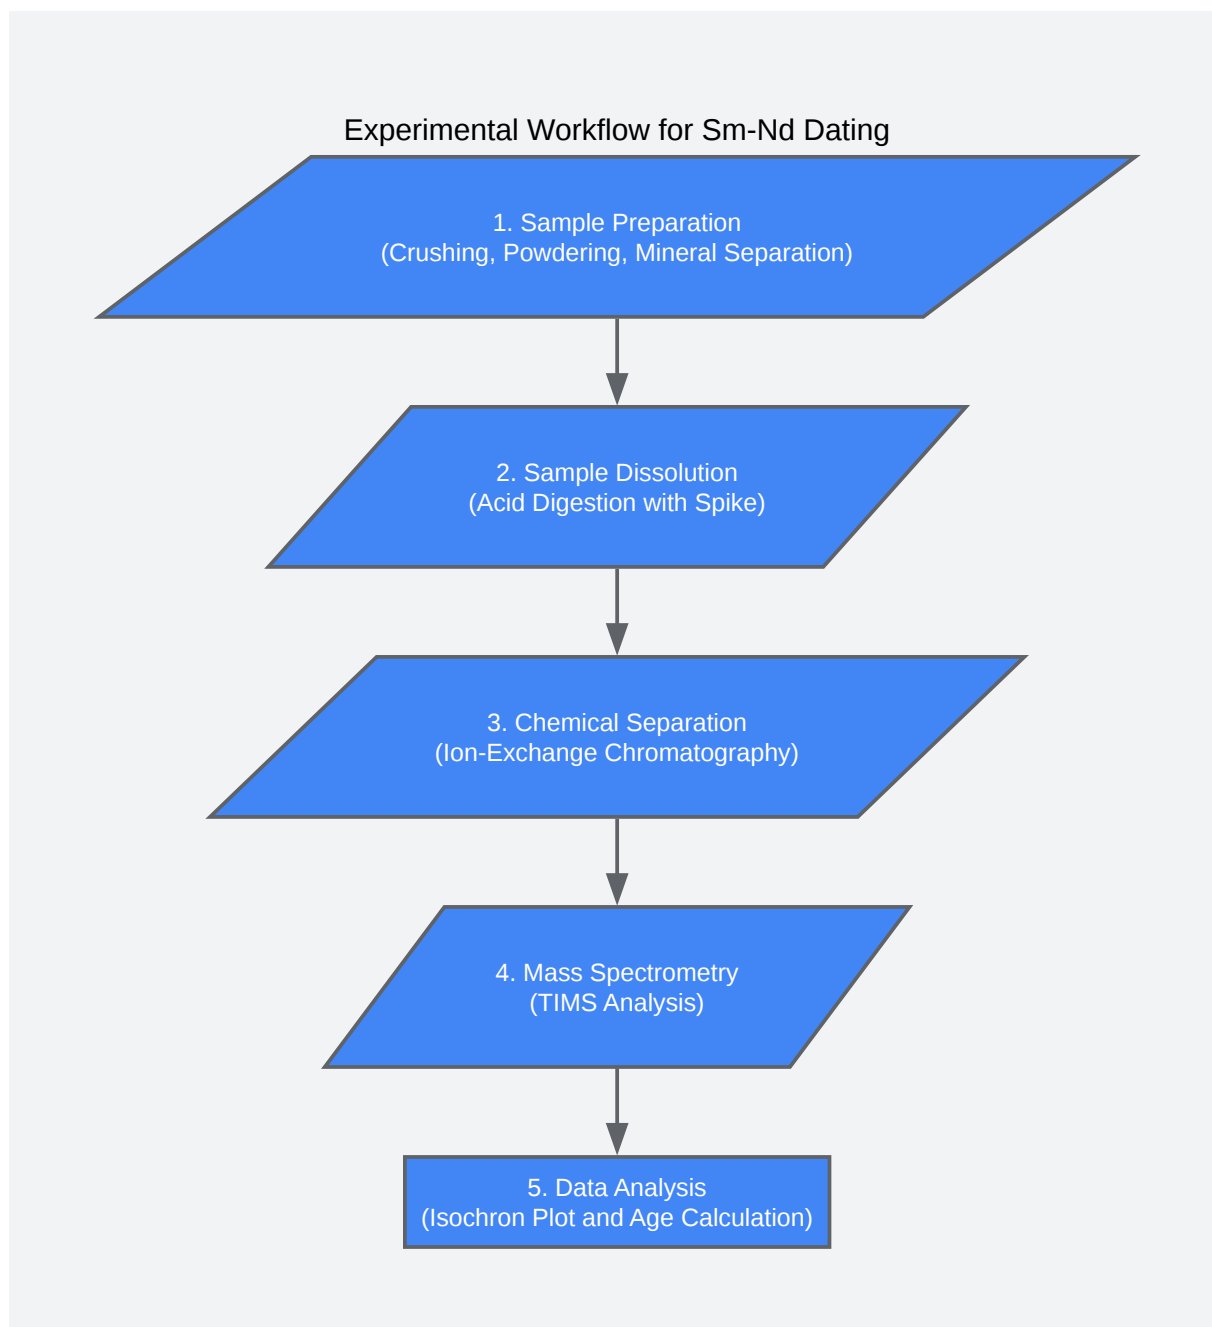 Experimental Workflow for Sm-Nd Dating
1. Sample Preparation
(Crushing, Powdering, Mineral Separation)
2. Sample Dissolution
(Acid Digestion with Spike)
3. Chemical Separation
(Ion-Exchange Chromatography)
4. Mass Spectrometry
(TIMS Analysis)
5. Data Analysis
(Isochron Plot and Age Calculation)